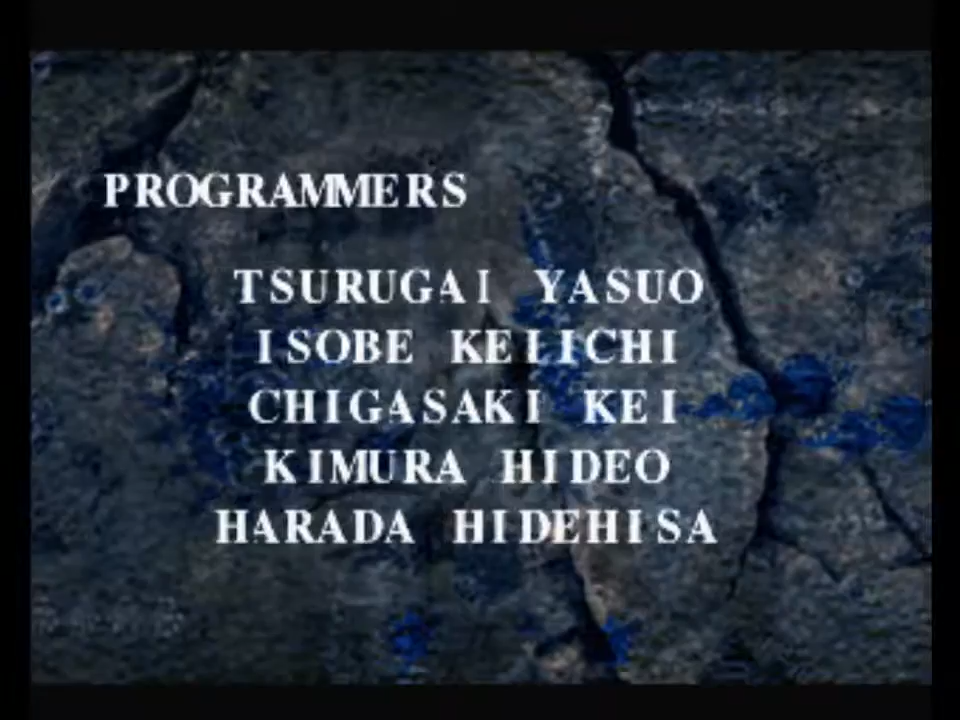 PROGRAMMERS
TSURUGAI YASUO
ISOBE KEIICHI
CHIGASAKI KEI
KIMURA HIDEO
HARADA HIDEHISA